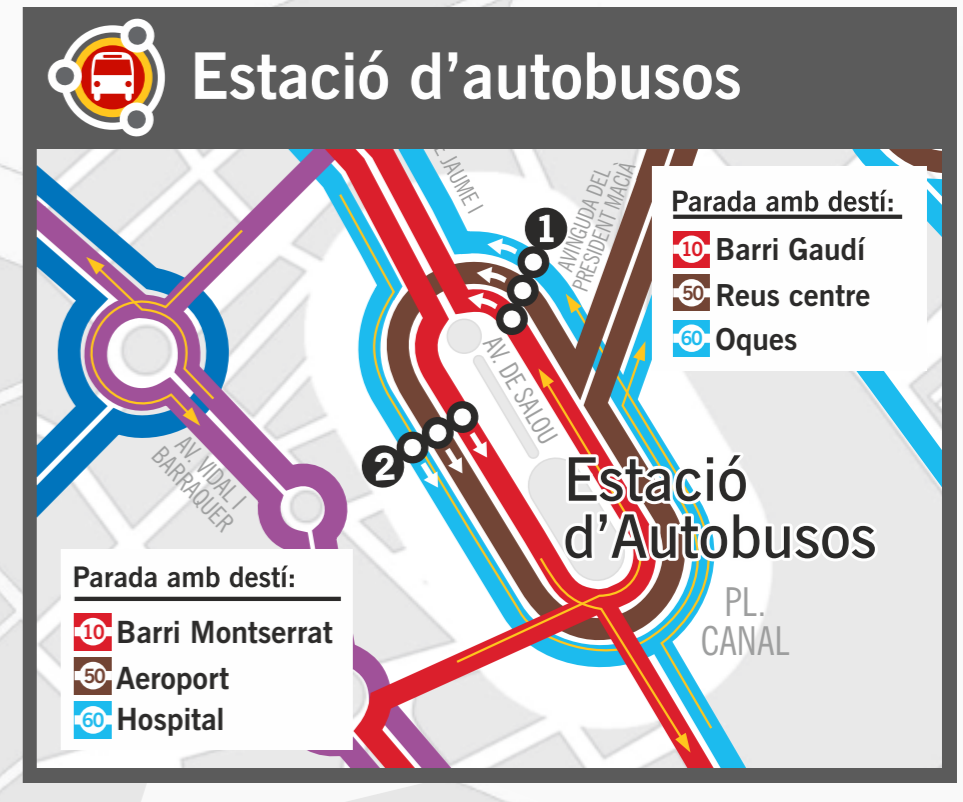 Estació d'autobusos
JAUME I
AVINGUDA DEL
PRESIDENT MACIÀ
1
Parada amb destí:
10 Barri Gaudí
50 Reus centre
60 Oques
AV. DE SALOU
2
AV. VIDAL I
BARRAQUER
Estació
d'Autobusos
PL.
CANAL
Parada amb destí:
10 Barri Montserrat
50 Aeroport
60 Hospital